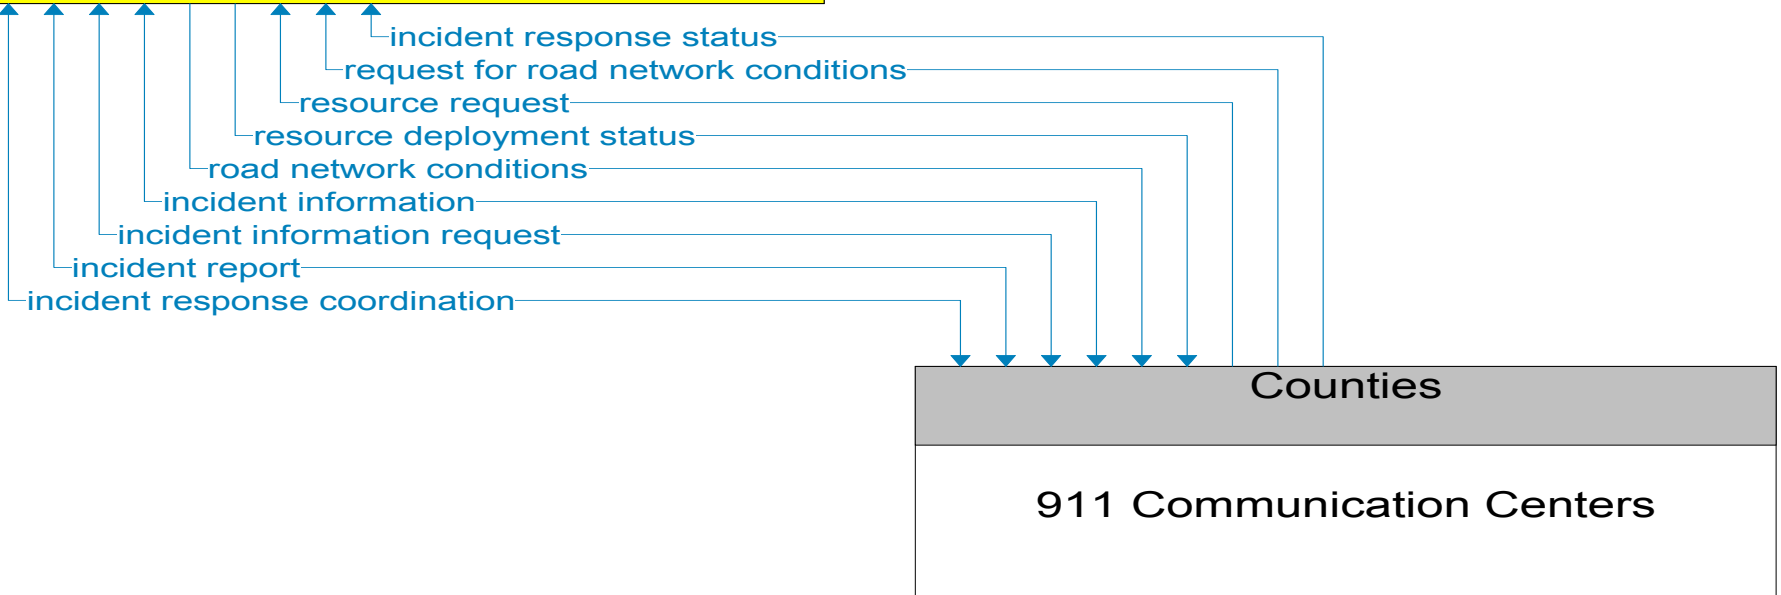 incident response status
request for road network conditions
resource request
resource deployment status
road network conditions
incident information
incident information request
incident report
incident response coordination
Counties
911 Communication Centers